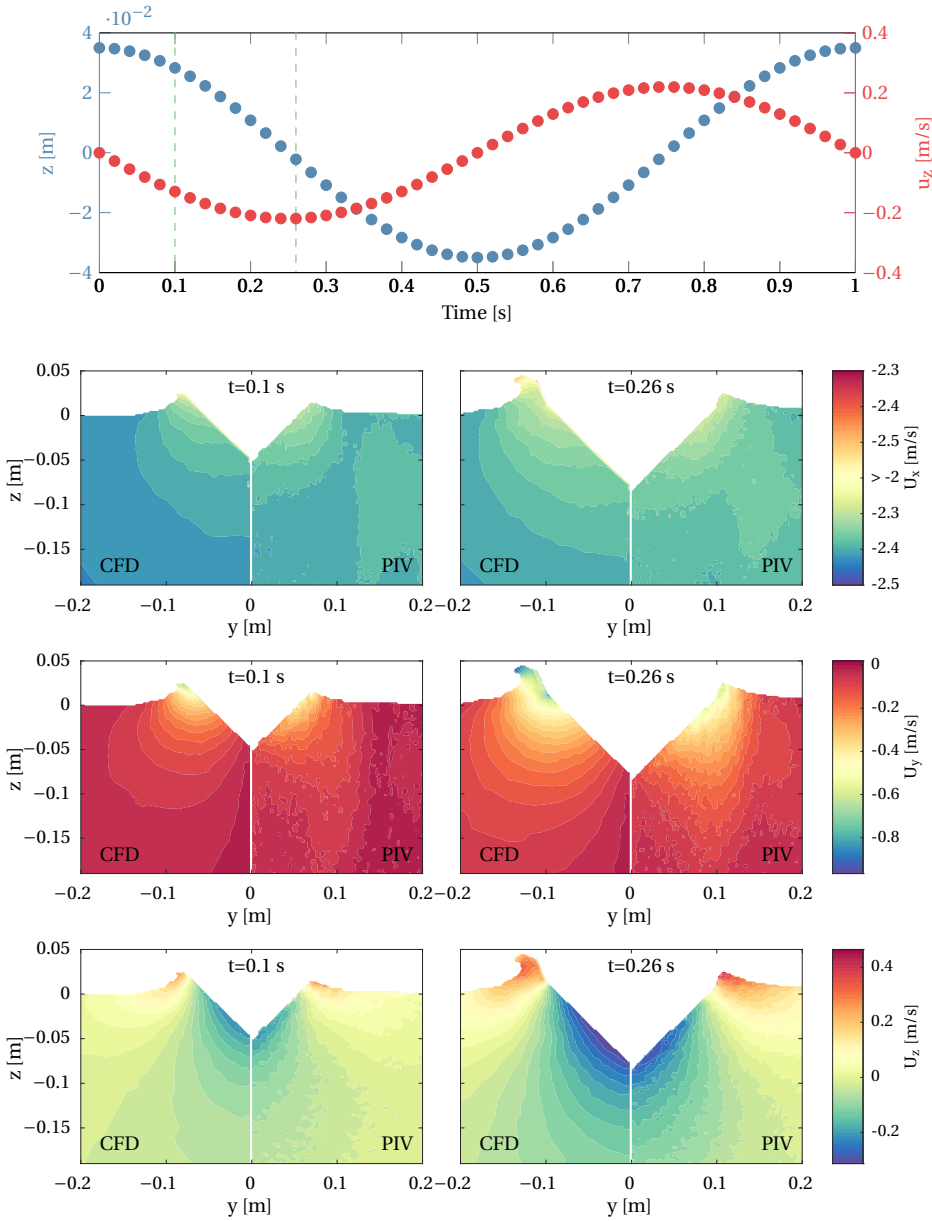 ·10⁻²
4
2
0
−2
−4
z [m]
0.4
0.2
0
−0.2
−0.4
u_z [m/s]
0 0.1 0.2 0.3 0.4 0.5 0.6 0.7 0.8 0.9 1
Time [s]
0.05
0
−0.05
−0.1
−0.15
z [m]
t=0.1 s
CFD PIV
−0.2 −0.1 0 0.1 0.2
y [m]
t=0.26 s
CFD PIV
−0.2 −0.1 0 0.1 0.2
y [m]
-2.3
-2.4
-2.5
> -2
-2.4
-2.5
U_x [m/s]
0.05
0
−0.05
−0.1
−0.15
z [m]
t=0.1 s
CFD PIV
−0.2 −0.1 0 0.1 0.2
y [m]
t=0.26 s
CFD PIV
−0.2 −0.1 0 0.1 0.2
y [m]
0
-0.2
-0.4
-0.6
-0.8
U_y [m/s]
0.05
0
−0.05
−0.1
−0.15
z [m]
t=0.1 s
CFD PIV
−0.2 −0.1 0 0.1 0.2
y [m]
t=0.26 s
CFD PIV
−0.2 −0.1 0 0.1 0.2
y [m]
0.4
0.2
0
-0.2
U_z [m/s]